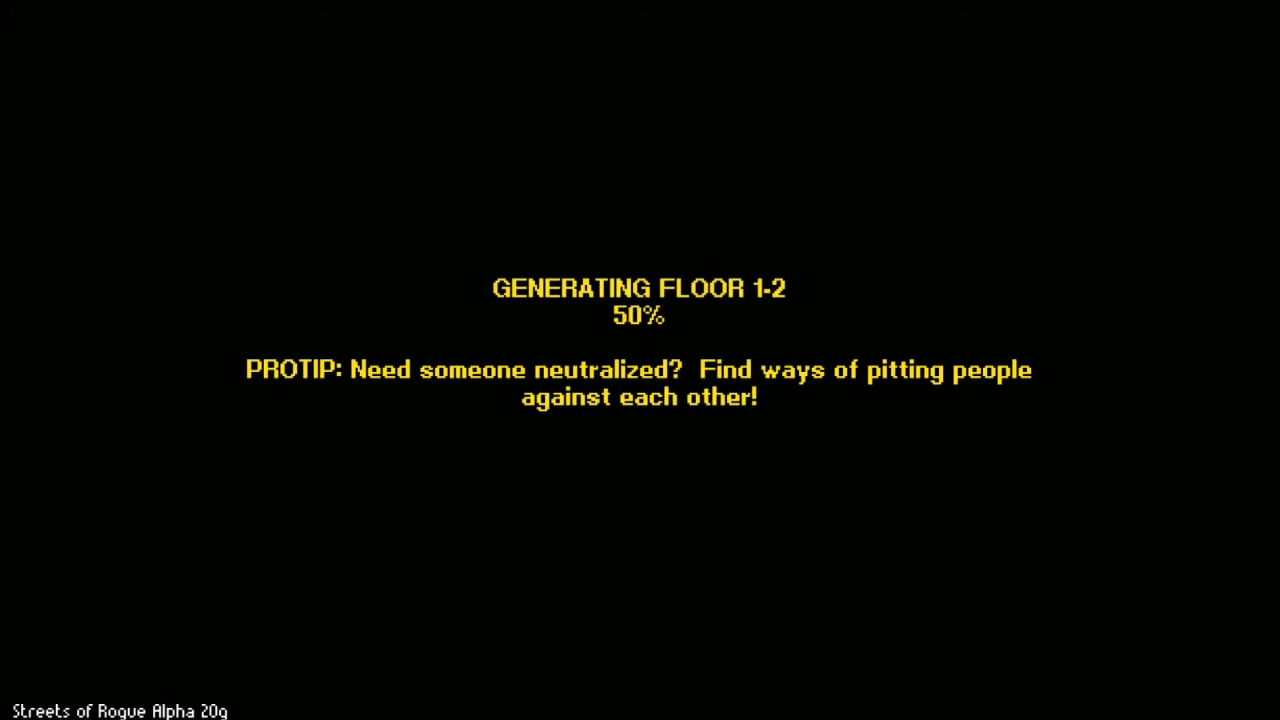 GENERATING FLOOR 1-2
50%
PROTIP: Need someone neutralized?  Find ways of pitting people
against each other!
Streets of Rogue Alpha 20g